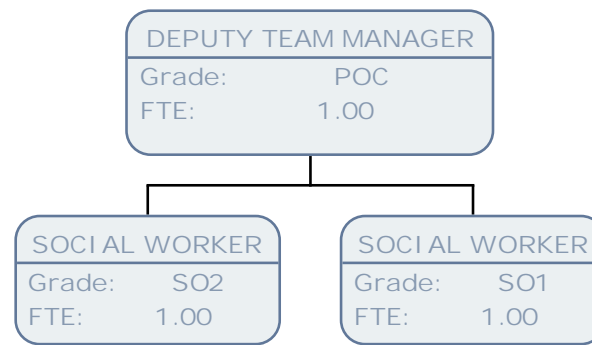 DEPUTY TEAM MANAGER
Grade: POC
FTE: 1.00
SOCIAL WORKER
Grade: SO2
FTE: 1.00
SOCIAL WORKER
Grade: SO1
FTE: 1.00